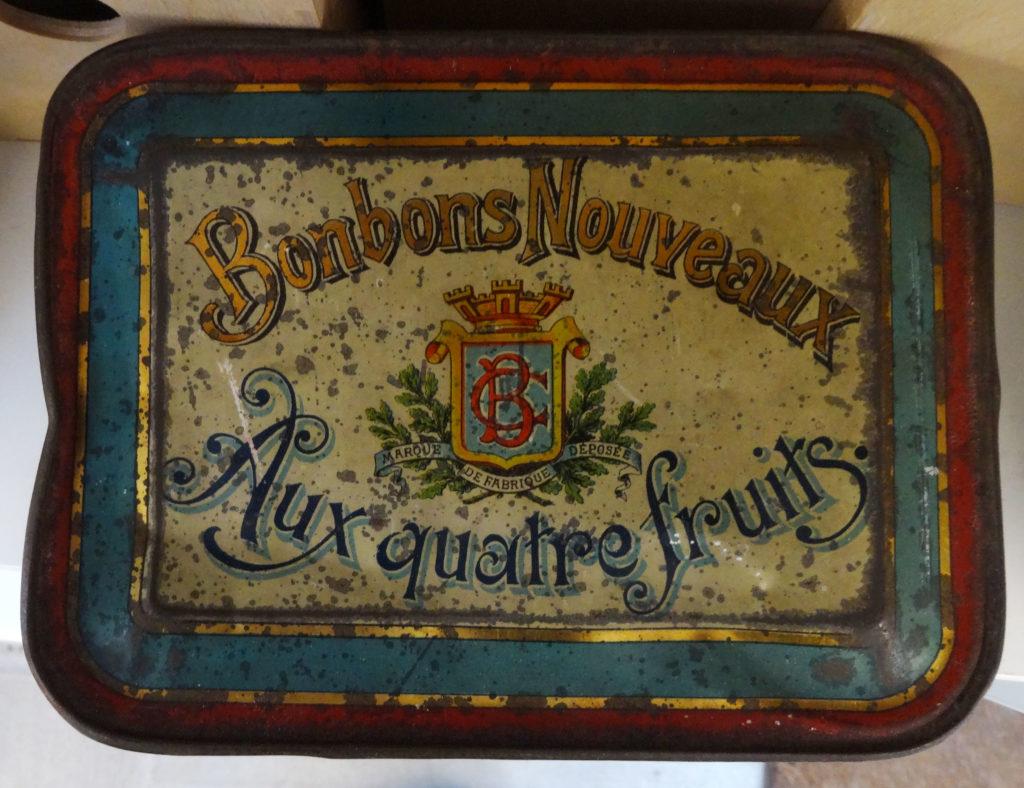 Bonbons Nouveaux
BC
MARQUE DE FABRIQUE DÉPOSÉE
Aux quatre fruits